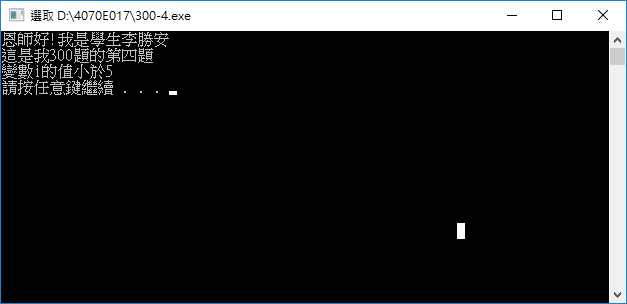 選取 D:\4070E017\300-4.exe
恩師好!我是學生李勝安
這是我300題的第四題
變數i的值小於5
請按任意鍵繼續 . . .